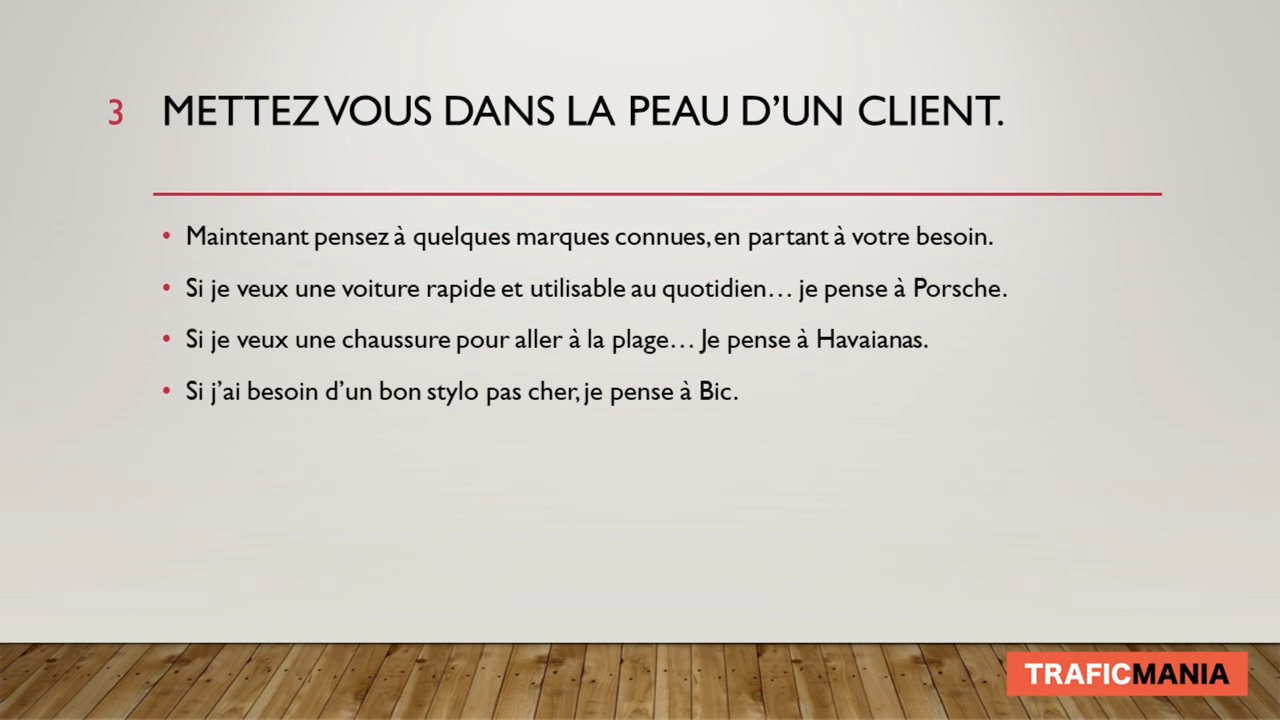 3 METTEZ VOUS DANS LA PEAU D’UN CLIENT.
• Maintenant pensez à quelques marques connues, en partant à votre besoin.
• Si je veux une voiture rapide et utilisable au quotidien… je pense à Porsche.
• Si je veux une chaussure pour aller à la plage… Je pense à Havaianas.
• Si j’ai besoin d’un bon stylo pas cher, je pense à Bic.
TRAFICMANIA